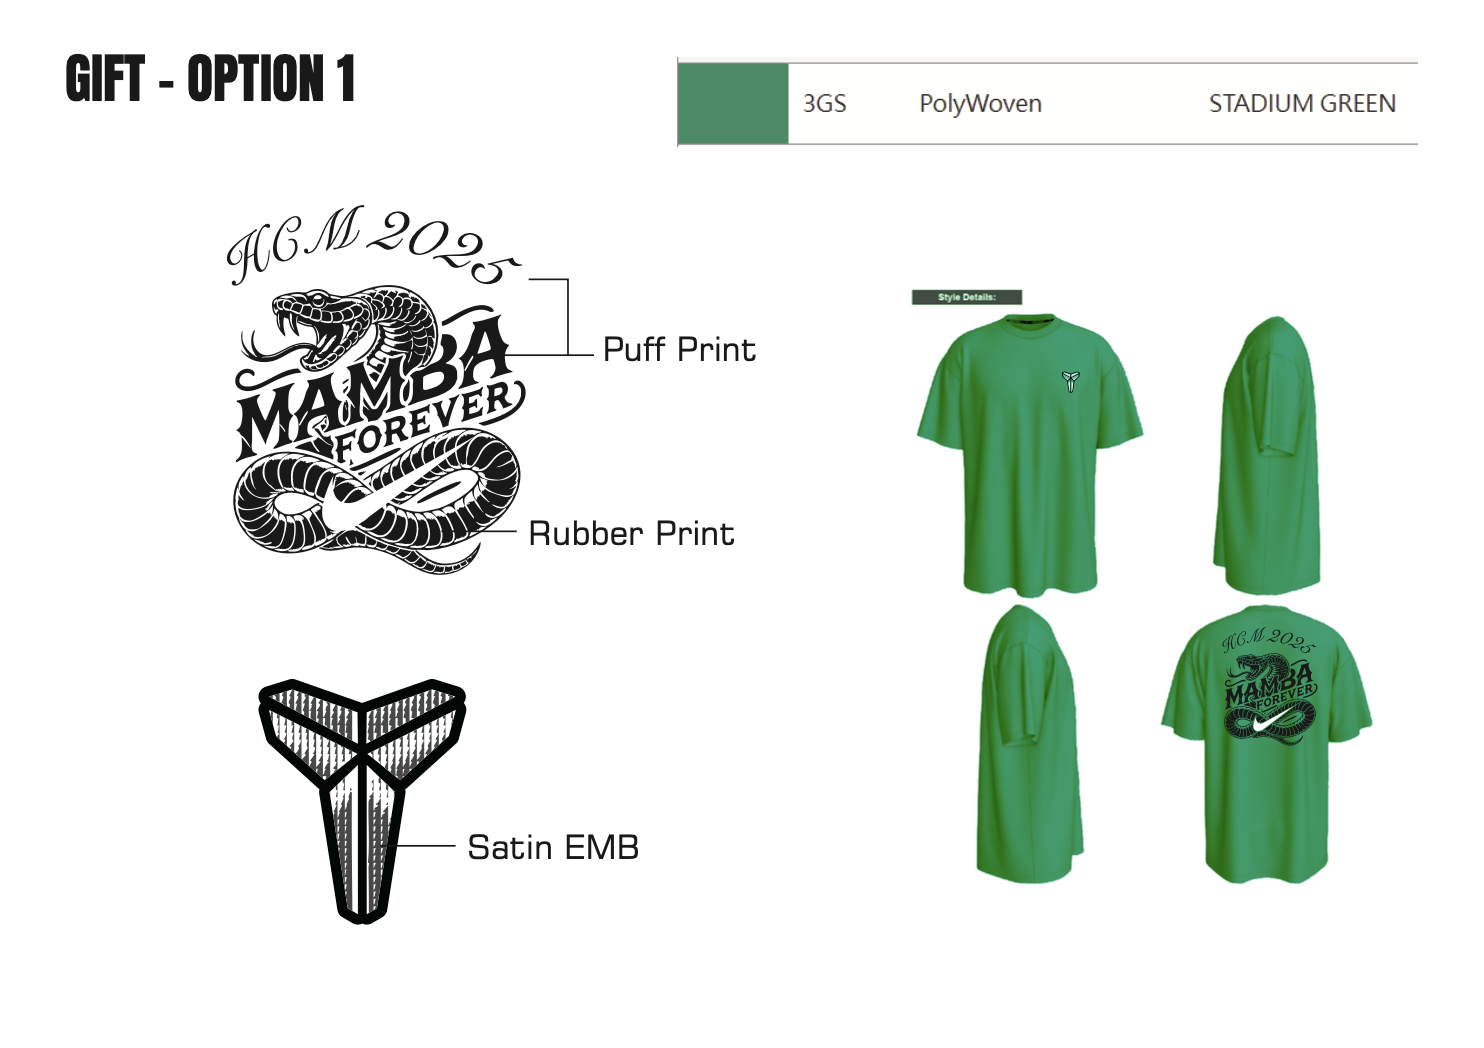 GIFT - OPTION 1
3GS PolyWoven STADIUM GREEN
HCM 2025
MAMBA
FOREVER
Puff Print
Rubber Print
Satin EMB
Style Details:
HCM 2025
MAMBA
FOREVER